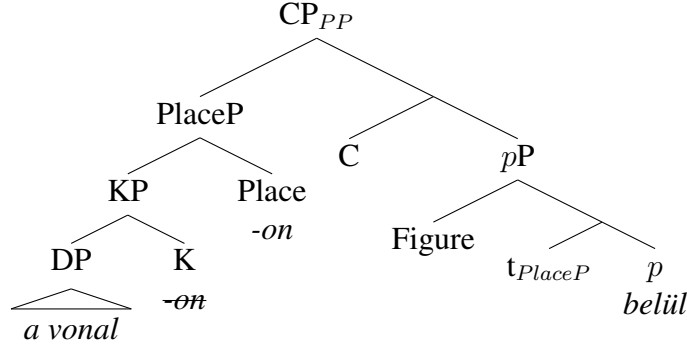 CP_PP
PlaceP
C
pP
KP
Place
-on
Figure
t_PlaceP
p
belül
DP
K
-on
a vonal